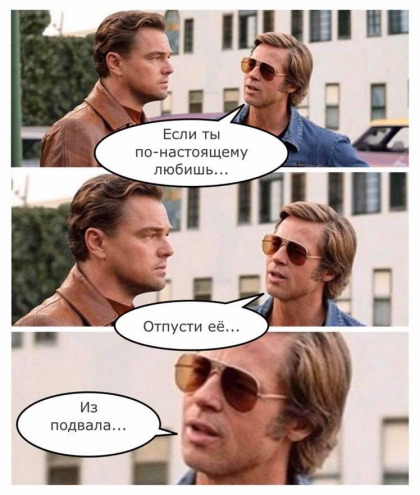 Если ты
по-настоящему
любишь...
Отпусти её...
Из
подвала...